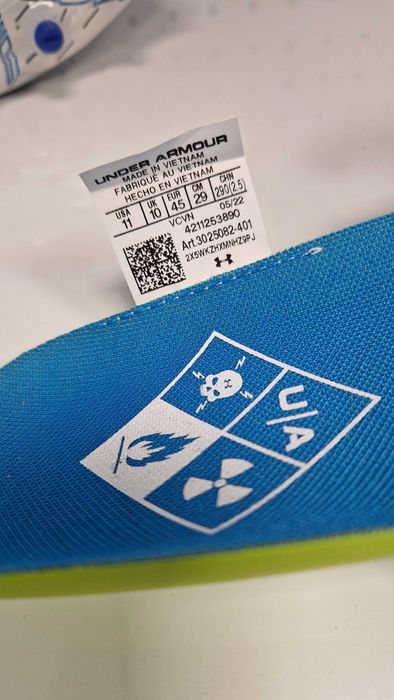 UNDER ARMOUR
MADE IN VIETNAM
FABRIQUÉ AU VIETNAM
HECHO EN VIETNAM
USA UK EUR CM CHN
11 10 45 29 290(2.5)
VCVN 05/22
4211253890
Art.3025082-401
2X5WKZHXMNHZ9PJ
U/A